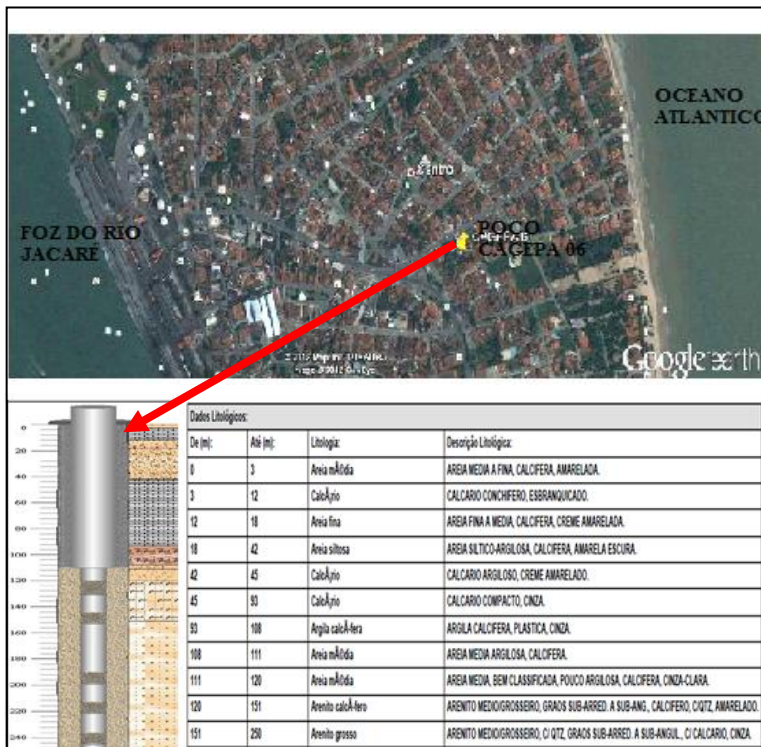 OCEANO
ATLANTICO
Centro
POÇO
CAGEPA 06
FOZ DO RIO
JACARÉ
Google earth
0
20
40
60
80
100
120
140
160
180
200
220
240
Dados Litológicos:
De (m): Até (m): Litologia: Descrição Litológica:
0 3 Areia mÃ©dia AREIA MEDIA A FINA, CALCIFERA, AMARELADA.
3 12 CalcÃ¡rio CALCARIO CONCHIFERO, ESBRANQUICADO.
12 18 Areia fina AREIA FINA A MEDIA, CALCIFERA, CREME AMARELADA.
18 42 Areia siltosa AREIA SILTICO-ARGILOSA, CALCIFERA, AMARELA ESCURA.
42 45 CalcÃ¡rio CALCARIO ARGILOSO, CREME AMARELADO.
45 93 CalcÃ¡rio CALCARIO COMPACTO, CINZA.
93 108 Argila calcÃ­fera ARGILA CALCIFERA, PLASTICA, CINZA.
108 111 Areia mÃ©dia AREIA MEDIA ARGILOSA, CALCIFERA.
111 120 Areia mÃ©dia AREIA MEDIA, BEM CLASSIFICADA, POUCO ARGILOSA, CALCIFERA, CINZA-CLARA.
120 151 Arenito calcÃ­fero ARENITO MEDIO/GROSSEIRO, GRAOS SUB-ARRED. A SUB-ANG., CALCIFERO, C/QTZ, AMARELADO.
151 250 Arenito grosso ARENITO MEDIO/GROSSEIRO, C/ QTZ, GRAOS SUB-ARRED. A SUB-ANGUL., C/ CALCARIO, CINZA.